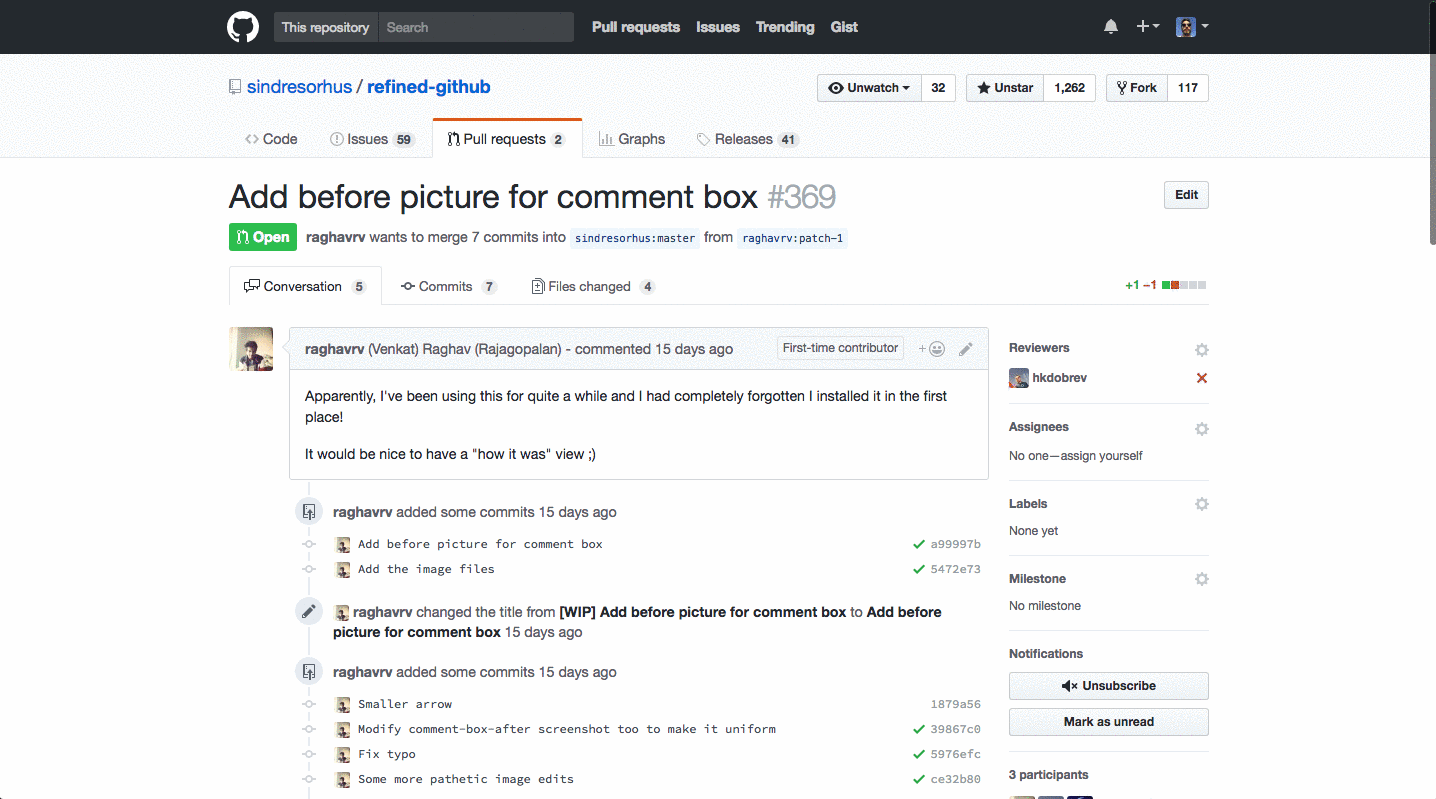 This repository Search Pull requests Issues Trending Gist
sindresorhus / refined-github
Unwatch 32 Unstar 1,262 Fork 117
Code Issues 59 Pull requests 2 Graphs Releases 41
Add before picture for comment box #369
Edit
Open raghavrv wants to merge 7 commits into sindresorhus:master from raghavrv:patch-1
Conversation 5 Commits 7 Files changed 4
+1 −1
raghavrv (Venkat) Raghav (Rajagopalan) - commented 15 days ago First-time contributor
Apparently, I've been using this for quite a while and I had completely forgotten I installed it in the first
place!
It would be nice to have a "how it was" view ;)
raghavrv added some commits 15 days ago
Add before picture for comment box a99997b
Add the image files 5472e73
raghavrv changed the title from [WIP] Add before picture for comment box to Add before
picture for comment box 15 days ago
raghavrv added some commits 15 days ago
Smaller arrow 1879a56
Modify comment-box-after screenshot too to make it uniform 39867c0
Fix typo 5976efc
Some more pathetic image edits ce32b80
Reviewers
hkdobrev
Assignees
No one—assign yourself
Labels
None yet
Milestone
No milestone
Notifications
Unsubscribe
Mark as unread
3 participants